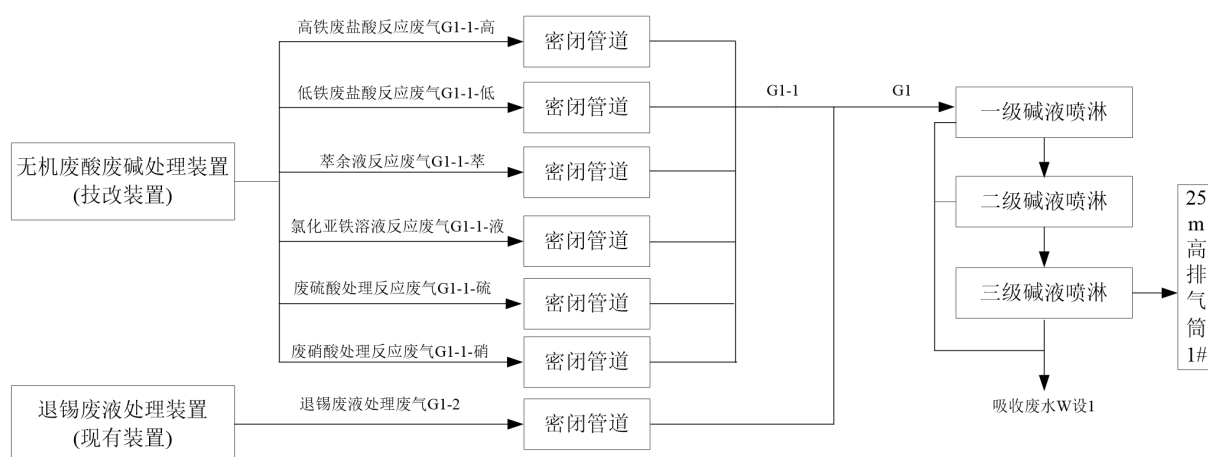 高铁废盐酸反应废气G1-1-高
密闭管道
低铁废盐酸反应废气G1-1-低
密闭管道
G1-1
G1
一级碱液喷淋
无机废酸废碱处理装置
(技改装置)
萃余液反应废气G1-1-萃
密闭管道
二级碱液喷淋
氯化亚铁溶液反应废气G1-1-液
密闭管道
废硫酸处理反应废气G1-1-硫
密闭管道
三级碱液喷淋
25
m
高
排
气
筒
1#
废硝酸处理反应废气G1-1-硝
密闭管道
退锡废液处理装置
(现有装置)
退锡废液处理废气G1-2
密闭管道
吸收废水W设1